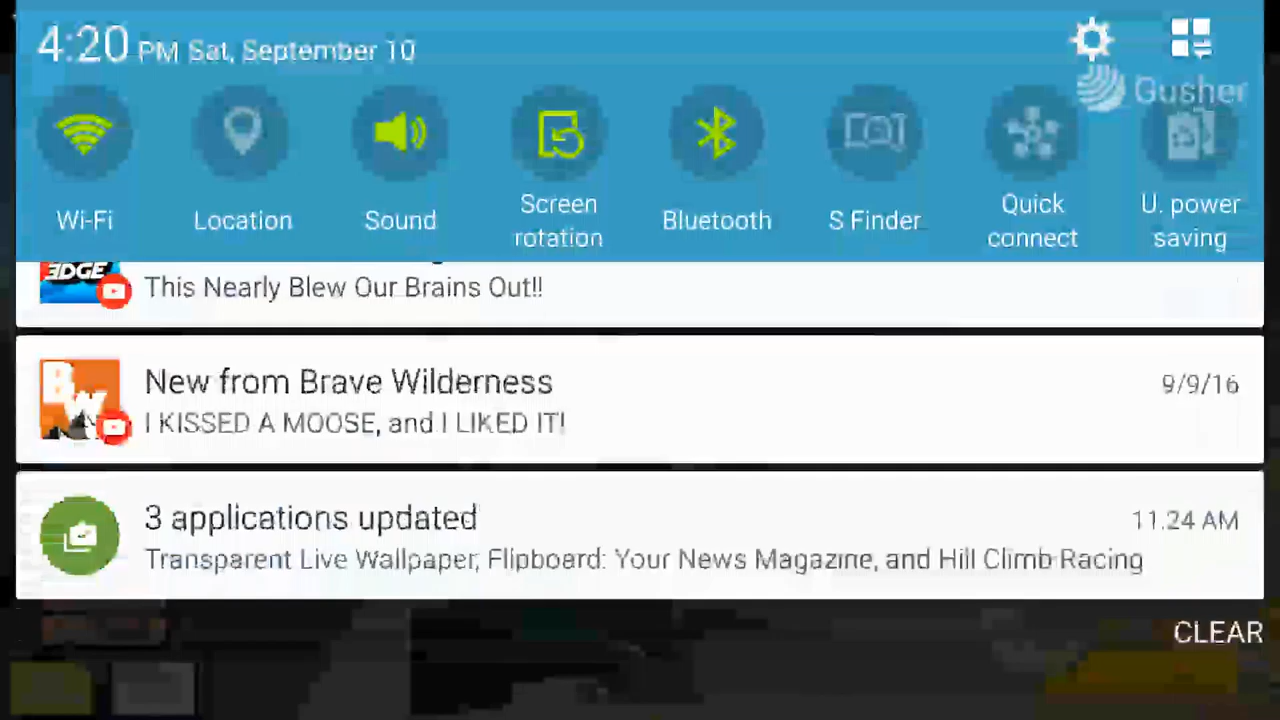 4:20 PM Sat, September 10
Gusher
Wi-Fi
Location
Sound
Screen
rotation
Bluetooth
S Finder
Quick
connect
U. power
saving
EDGE
This Nearly Blew Our Brains Out!!
BW
New from Brave Wilderness
9/9/16
I KISSED A MOOSE, and I LIKED IT!
3 applications updated
11:24 AM
Transparent Live Wallpaper, Flipboard: Your News Magazine, and Hill Climb Racing
CLEAR